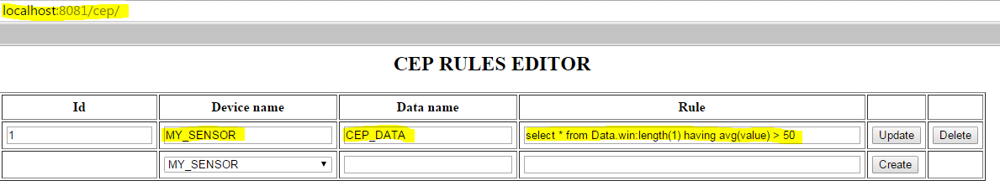 localhost:8081/cep/
CEP RULES EDITOR
Id Device name Data name Rule
1 MY_SENSOR CEP_DATA select * from Data.win:length(1) having avg(value) > 50 Update Delete
MY_SENSOR Create